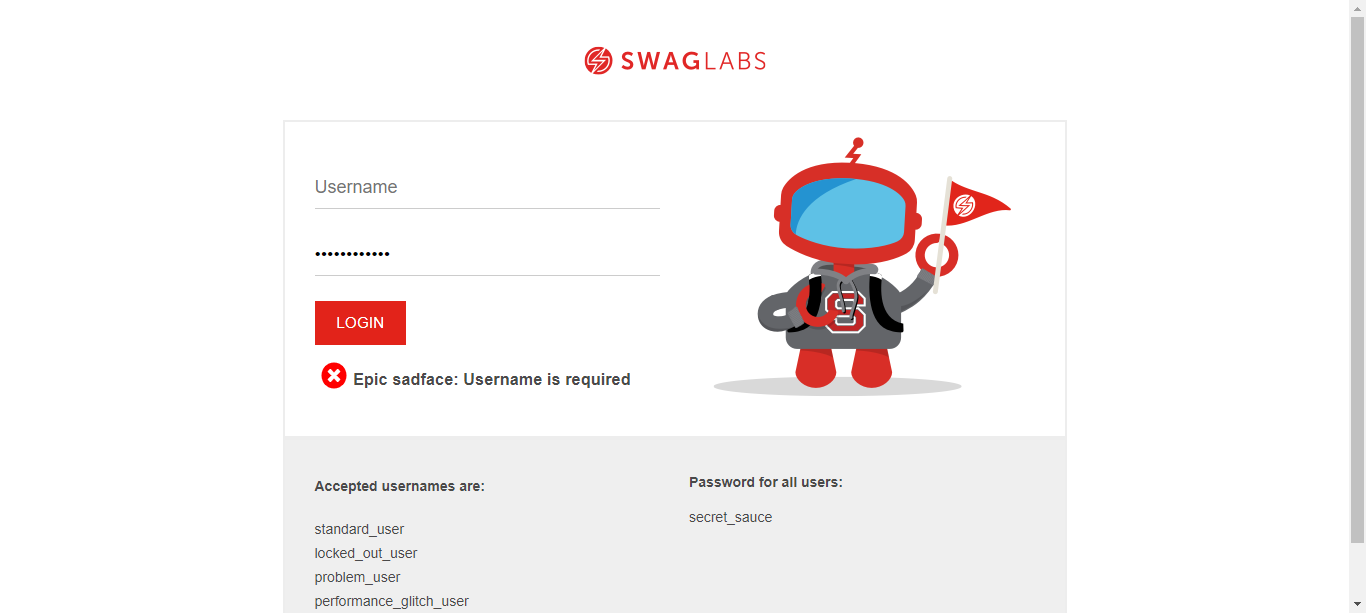 SWAGLABS
Username
••••••••••••
LOGIN
Epic sadface: Username is required
Accepted usernames are:
standard_user
locked_out_user
problem_user
performance_glitch_user
Password for all users:
secret_sauce
S